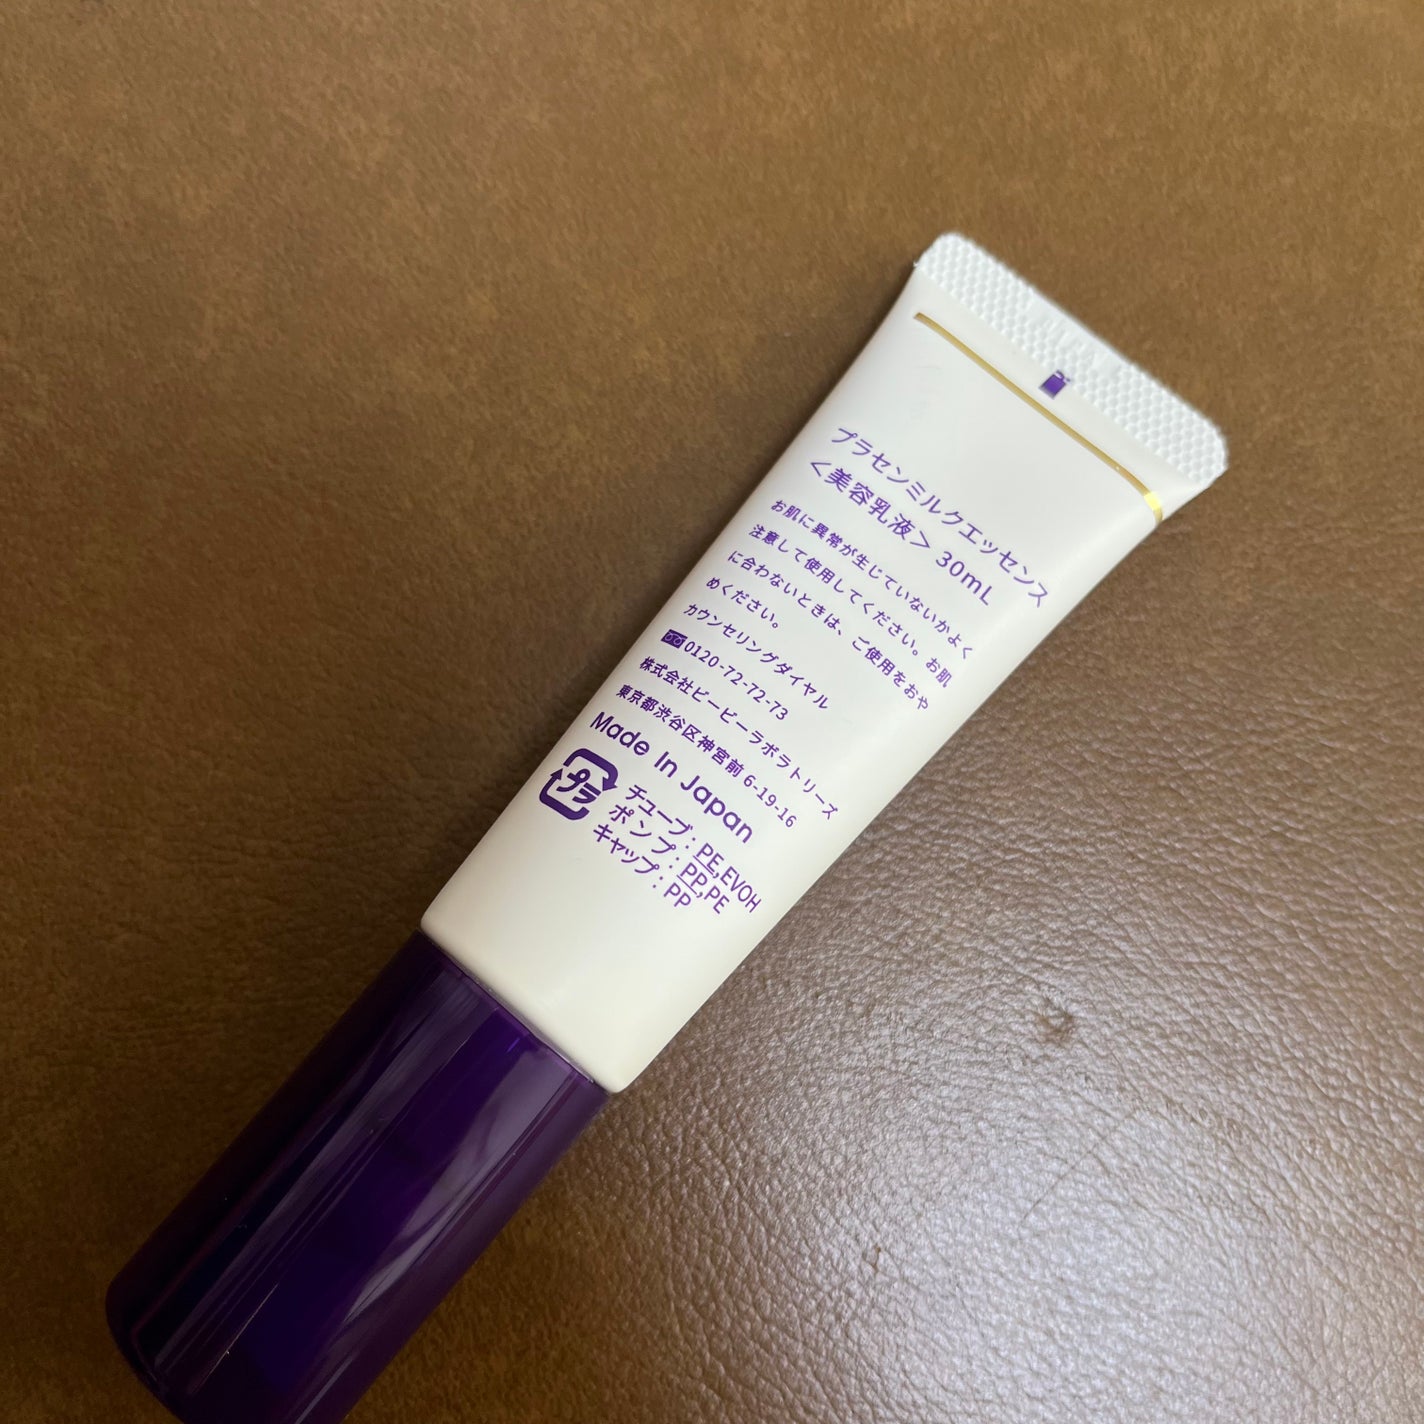 プラセンミルクエッセンス
＜美容乳液＞ 30mL
お肌に異常が生じていないかよく
注意して使用してください。お肌
に合わないときは、ご使用をおや
めください。
カウンセリングダイヤル
0120-72-72-73
株式会社ビービーラボラトリーズ
東京都渋谷区神宮前 6-19-16
Made In Japan
プラ
チューブ : PE,EVOH
ポンプ : PP,PE
キャップ : PP